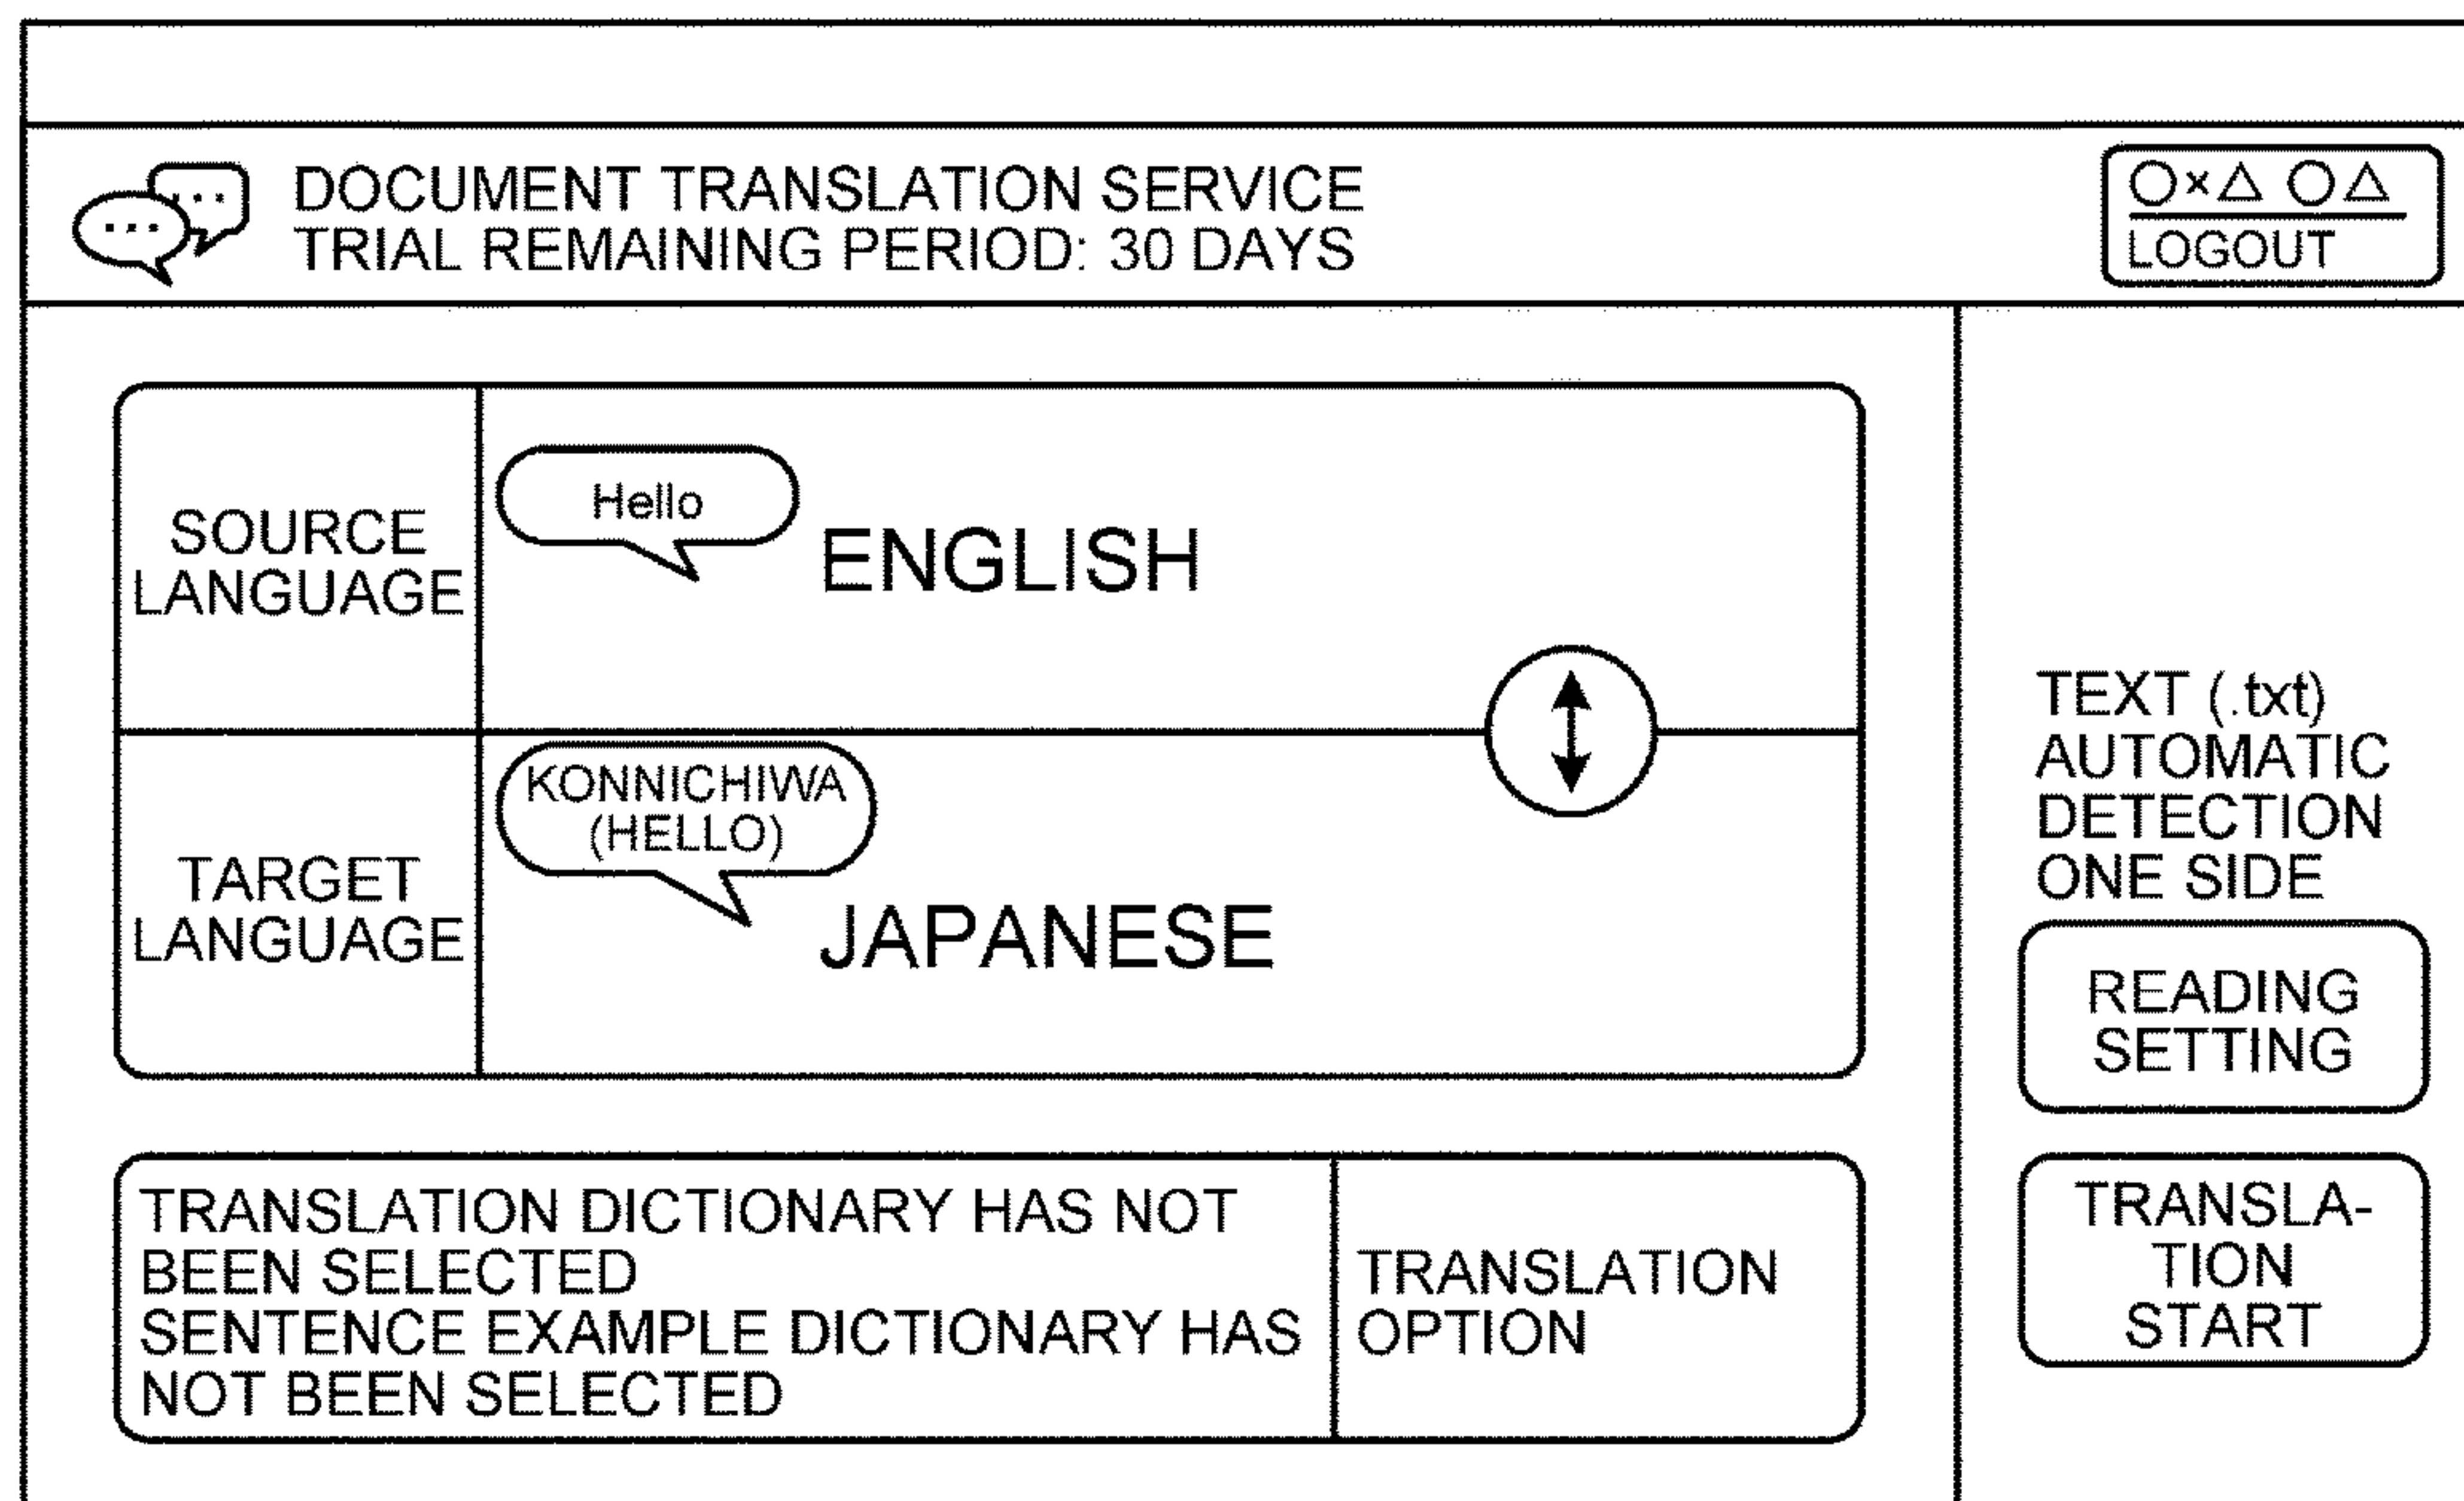 DOCUMENT TRANSLATION SERVICE
TRIAL REMAINING PERIOD: 30 DAYS
○×△ ○△
LOGOUT
SOURCE
LANGUAGE
Hello
ENGLISH
TARGET
LANGUAGE
KONNICHIWA
(HELLO)
JAPANESE
TRANSLATION DICTIONARY HAS NOT
BEEN SELECTED
SENTENCE EXAMPLE DICTIONARY HAS
NOT BEEN SELECTED
TRANSLATION
OPTION
TEXT (.txt)
AUTOMATIC
DETECTION
ONE SIDE
READING
SETTING
TRANSLA-
TION
START